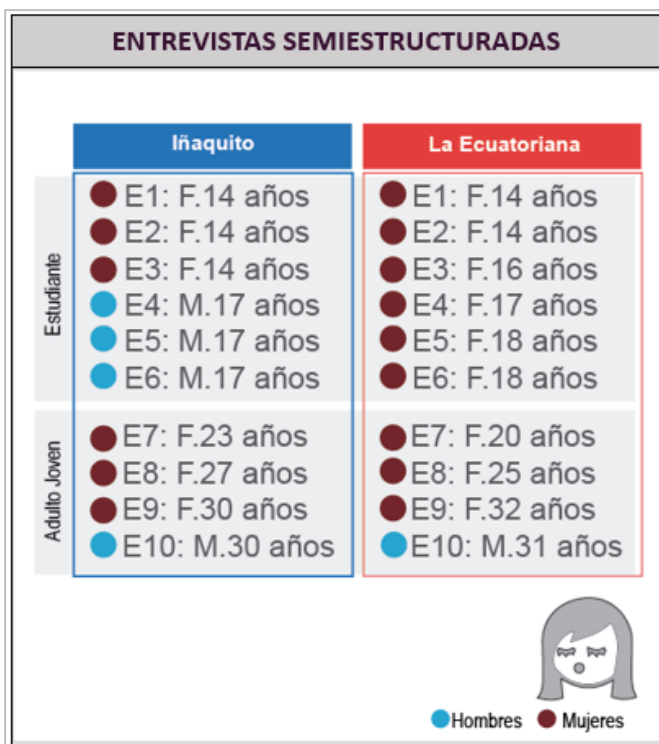 ENTREVISTAS SEMIESTRUCTURADAS
Iñaquito
La Ecuatoriana
Estudiante
E1: F.14 años
E2: F.14 años
E3: F.14 años
E4: M.17 años
E5: M.17 años
E6: M.17 años
E1: F.14 años
E2: F.14 años
E3: F.16 años
E4: F.17 años
E5: F.18 años
E6: F.18 años
Adulto Joven
E7: F.23 años
E8: F.27 años
E9: F.30 años
E10: M.30 años
E7: F.20 años
E8: F.25 años
E9: F.32 años
E10: M.31 años
Hombres
Mujeres